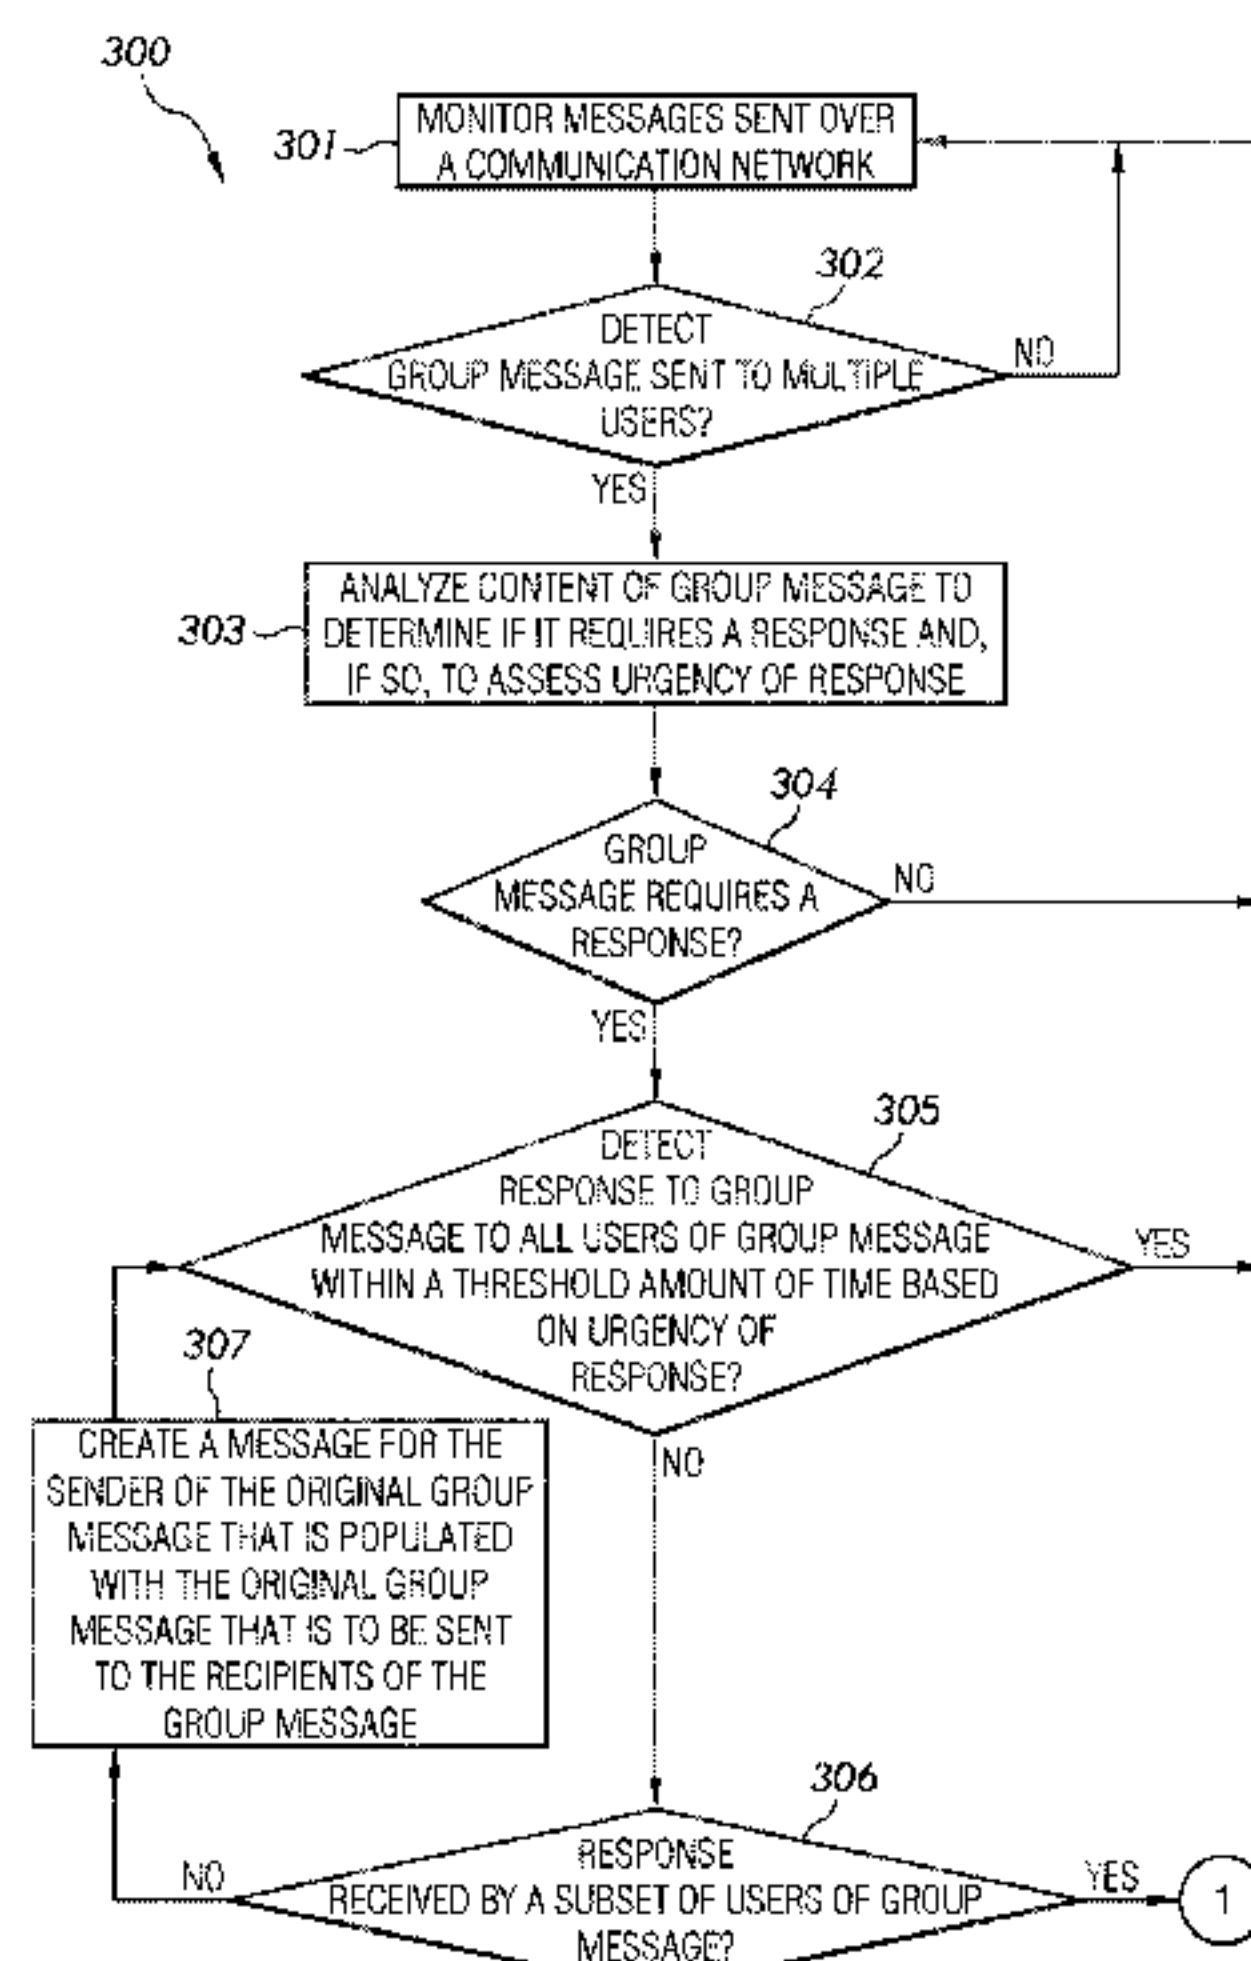 300
301
MONITOR MESSAGES SENT OVER
A COMMUNICATION NETWORK
302
DETECT
GROUP MESSAGE SENT TO MULTIPLE
USERS?
NO
YES
303
ANALYZE CONTENT OF GROUP MESSAGE TO
DETERMINE IF IT REQUIRES A RESPONSE AND,
IF SO, TO ASSESS URGENCY OF RESPONSE
304
GROUP
MESSAGE REQUIRES A
RESPONSE?
NO
YES
305
DETECT
RESPONSE TO GROUP
MESSAGE TO ALL USERS OF GROUP MESSAGE
WITHIN A THRESHOLD AMOUNT OF TIME BASED
ON URGENCY OF
RESPONSE?
YES
NO
307
CREATE A MESSAGE FOR THE
SENDER OF THE ORIGINAL GROUP
MESSAGE THAT IS POPULATED
WITH THE ORIGINAL GROUP
MESSAGE THAT IS TO BE SENT
TO THE RECIPIENTS OF THE
GROUP MESSAGE
306
RESPONSE
RECEIVED BY A SUBSET OF USERS OF GROUP
MESSAGE?
NO
YES
1